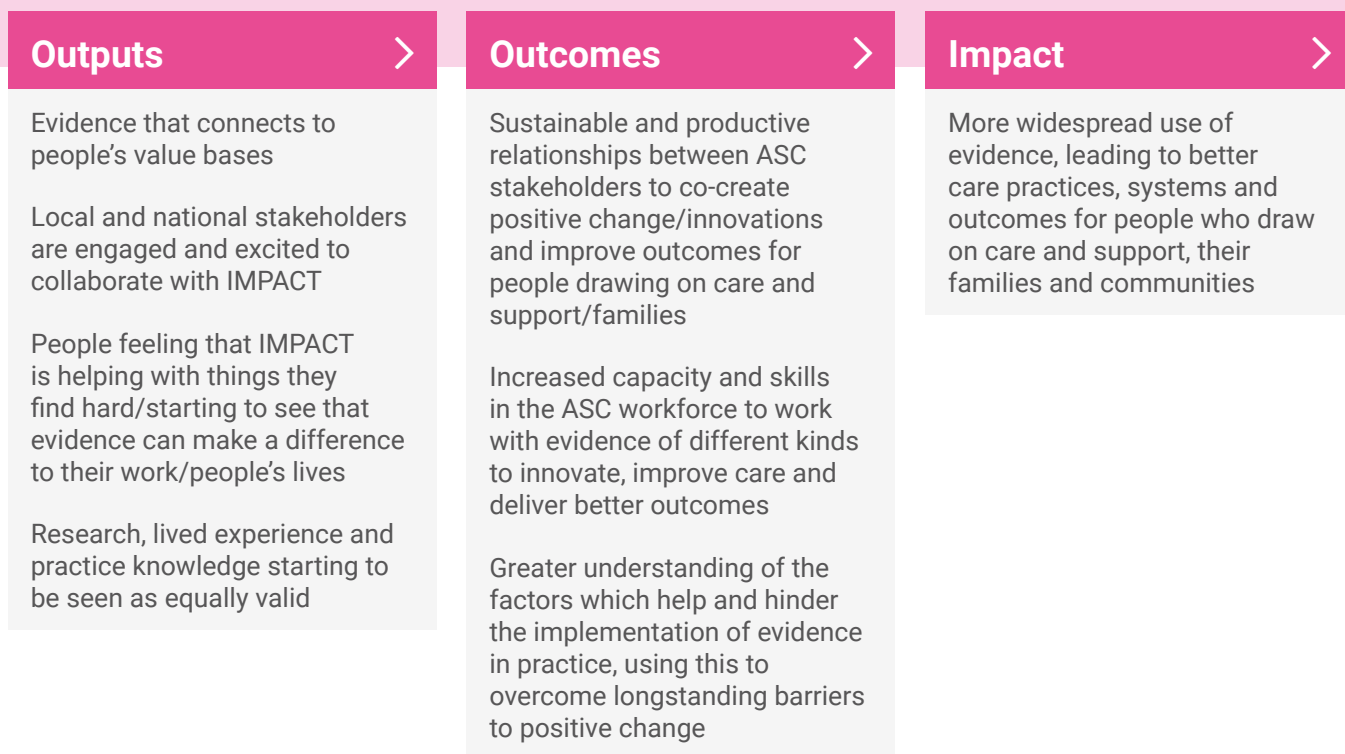 Outputs
Evidence that connects to
people’s value bases
Local and national stakeholders
are engaged and excited to
collaborate with IMPACT
People feeling that IMPACT
is helping with things they
find hard/starting to see that
evidence can make a difference
to their work/people’s lives
Research, lived experience and
practice knowledge starting to
be seen as equally valid
Outcomes
Sustainable and productive
relationships between ASC
stakeholders to co-create
positive change/innovations
and improve outcomes for
people drawing on care and
support/families
Increased capacity and skills
in the ASC workforce to work
with evidence of different kinds
to innovate, improve care and
deliver better outcomes
Greater understanding of the
factors which help and hinder
the implementation of evidence
in practice, using this to
overcome longstanding barriers
to positive change
Impact
More widespread use of
evidence, leading to better
care practices, systems and
outcomes for people who draw
on care and support, their
families and communities